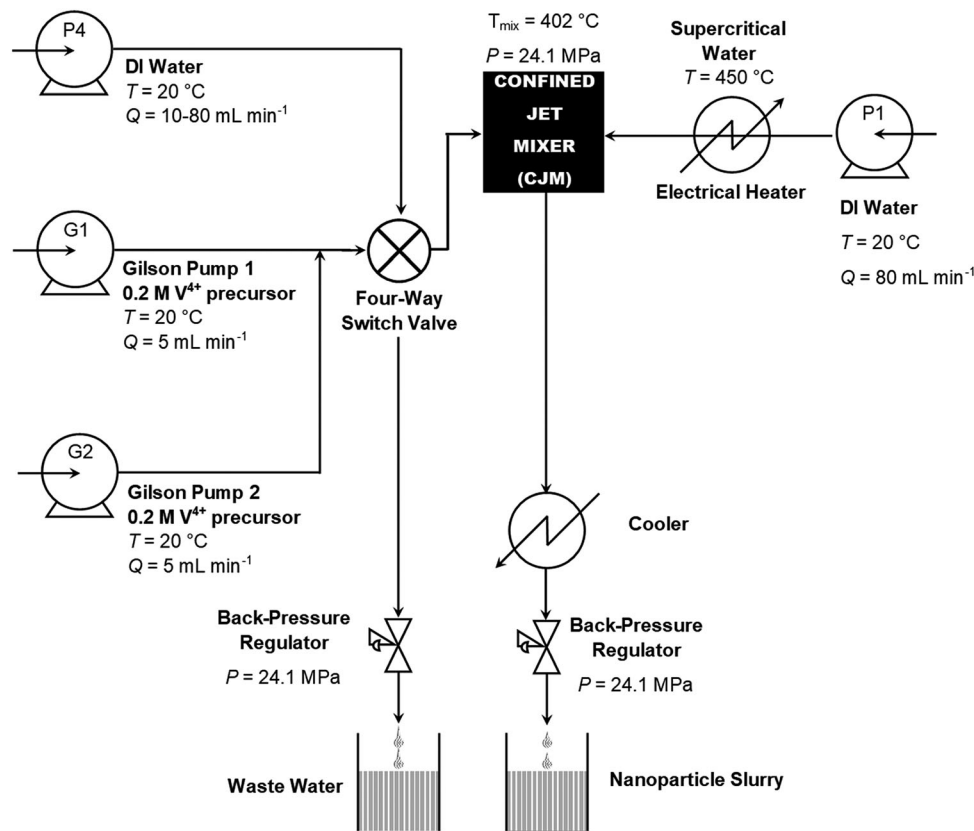 P4
DI Water
T = 20 °C
Q = 10-80 mL min⁻¹
G1
Gilson Pump 1
0.2 M V⁴⁺ precursor
T = 20 °C
Q = 5 mL min⁻¹
G2
Gilson Pump 2
0.2 M V⁴⁺ precursor
T = 20 °C
Q = 5 mL min⁻¹
Four-Way
Switch Valve
Back-Pressure
Regulator
P = 24.1 MPa
Waste Water
Tmix = 402 °C
P = 24.1 MPa
CONFINED
JET
MIXER
(CJM)
Supercritical
Water
T = 450 °C
Electrical Heater
P1
DI Water
T = 20 °C
Q = 80 mL min⁻¹
Cooler
Back-Pressure
Regulator
P = 24.1 MPa
Nanoparticle Slurry